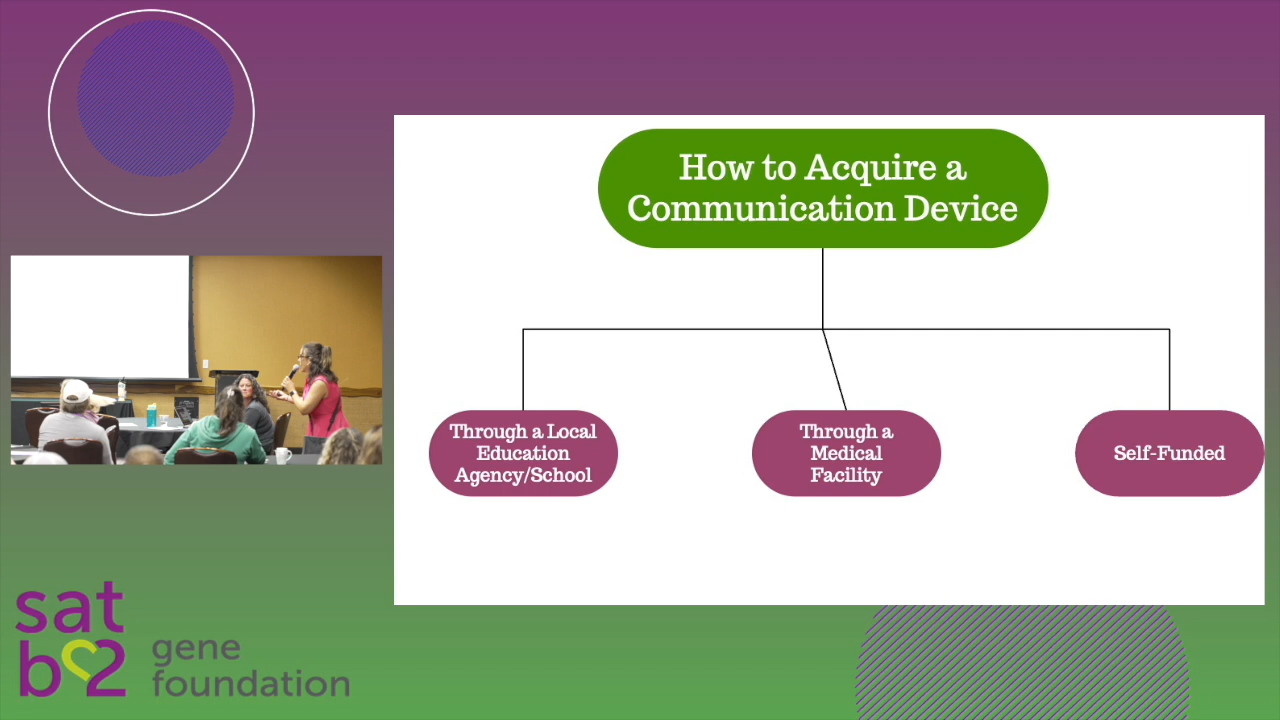 How to Acquire a
Communication Device
Through a Local
Education
Agency/School
Through a
Medical
Facility
Self-Funded
sat
b2
gene
foundation